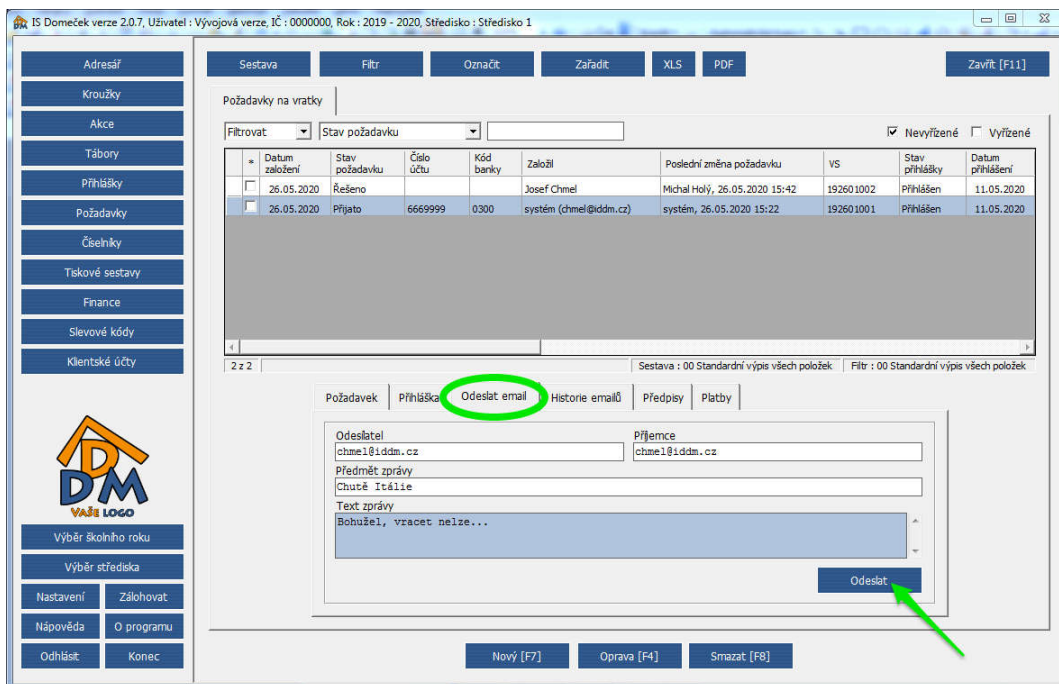 IS Domeček verze 2.0.7, Uživatel : Vývojová verze, IČ : 0000000, Rok : 2019 - 2020, Středisko : Středisko 1
Adresář
Kroužky
Akce
Tábory
Přihlášky
Požadavky
Číselníky
Tiskové sestavy
Finance
Slevové kódy
Klientské účty
DDM
VAŠE LOGO
Výběr školního roku
Výběr střediska
Nastavení Zálohovat
Nápověda O programu
Odhlásit Konec
Sestava Filtr Označit Zařadit XLS PDF Zavřít [F11]
Požadavky na vratky
Filtrovat Stav požadavku Nevyřízené Vyřízené
* Datum založení Stav požadavku Číslo účtu Kód banky Založil Poslední změna požadavku VS Stav přihlášky Datum přihlášení
26.05.2020 Řešeno Josef Chmel Michal Holý, 26.05.2020 15:42 192601002 Přihlášen 11.05.2020
26.05.2020 Přijato 6669999 0300 systém (chmel@iddm.cz) systém, 26.05.2020 15:22 192601001 Přihlášen 11.05.2020
2 z 2 Sestava : 00 Standardní výpis všech položek Filtr : 00 Standardní výpis všech položek
Požadavek Přihláška Odeslat email Historie emailů Předpisy Platby
Odesílatel Příjemce
chmel@iddm.cz chmel@iddm.cz
Předmět zprávy
Chutě Itálie
Text zprávy
Bohužel, vracet nelze...
Odeslat
Nový [F7] Oprava [F4] Smazat [F8]